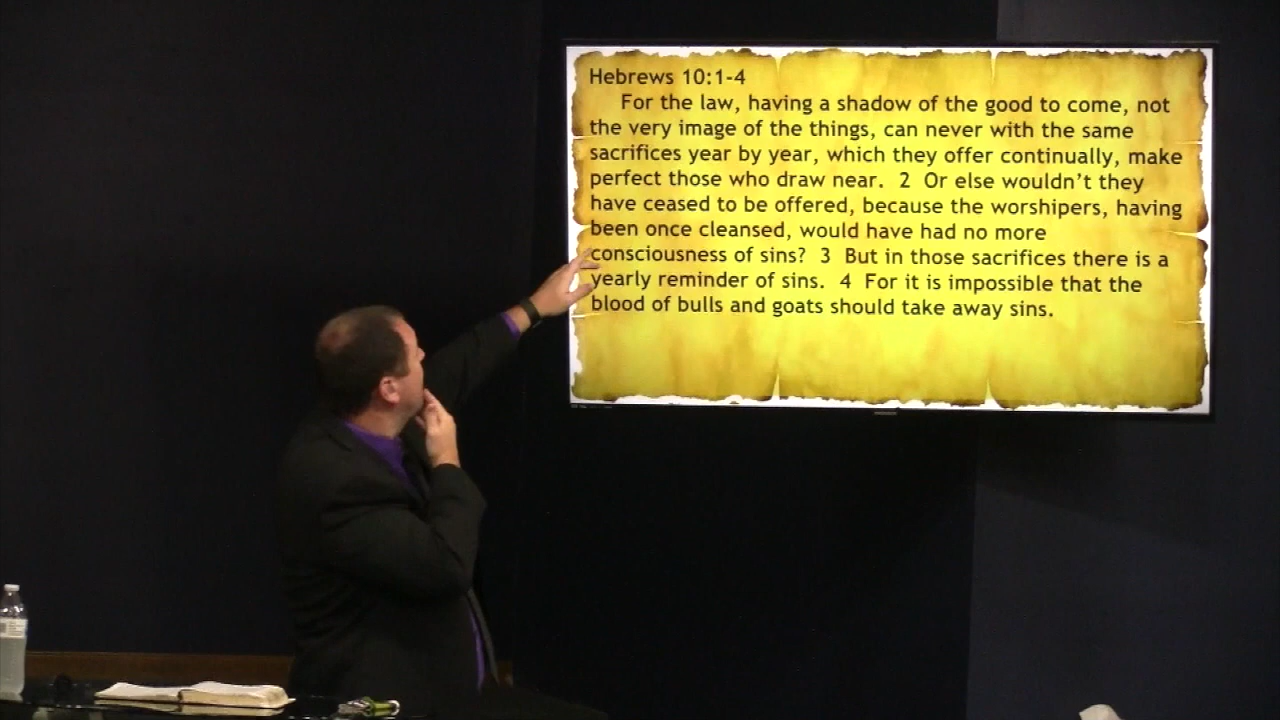 Hebrews 10:1-4
For the law, having a shadow of the good to come, not
the very image of the things, can never with the same
sacrifices year by year, which they offer continually, make
perfect those who draw near. 2 Or else wouldn't they
have ceased to be offered, because the worshipers, having
been once cleansed, would have had no more
consciousness of sins? 3 But in those sacrifices there is a
yearly reminder of sins. 4 For it is impossible that the
blood of bulls and goats should take away sins.